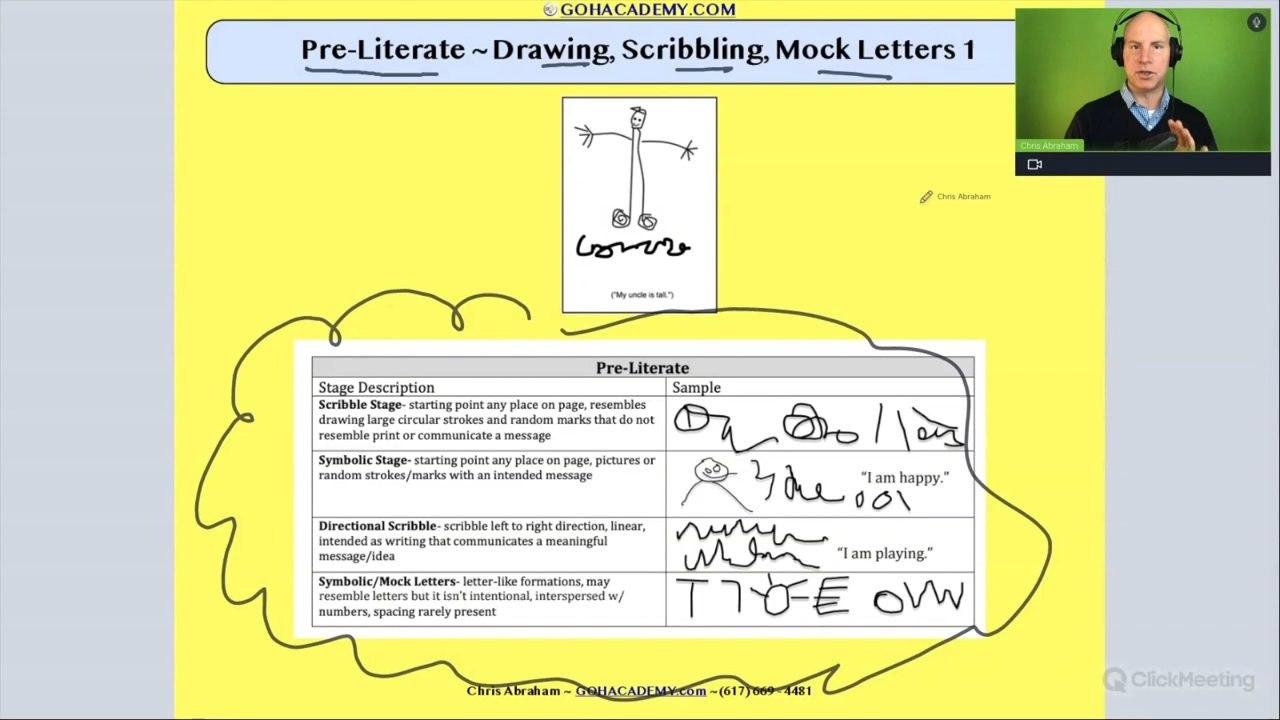 GOHACADEMY.COM
Pre-Literate ~ Drawing, Scribbling, Mock Letters 1
Chris Abraham
Chris Abraham
("My uncle is tall.")
Pre-Literate
Stage Description
Sample
Scribble Stage- starting point any place on page, resembles
drawing large circular strokes and random marks that do not
resemble print or communicate a message
Symbolic Stage- starting point any place on page, pictures or
random strokes/marks with an intended message
“I am happy.”
Directional Scribble- scribble left to right direction, linear,
intended as writing that communicates a meaningful
message/idea
“I am playing.”
Symbolic/Mock Letters- letter-like formations, may
resemble letters but it isn't intentional, interspersed w/
numbers, spacing rarely present
Chris Abraham ~ GOHACADEMY.com ~(617) 669 - 4481
ClickMeeting